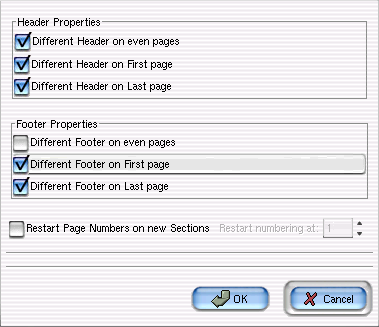 Header Properties
Different Header on even pages
Different Header on First page
Different Header on Last page
Footer Properties
Different Footer on even pages
Different Footer on First page
Different Footer on Last page
Restart Page Numbers on new Sections Restart numbering at: 1
OK Cancel